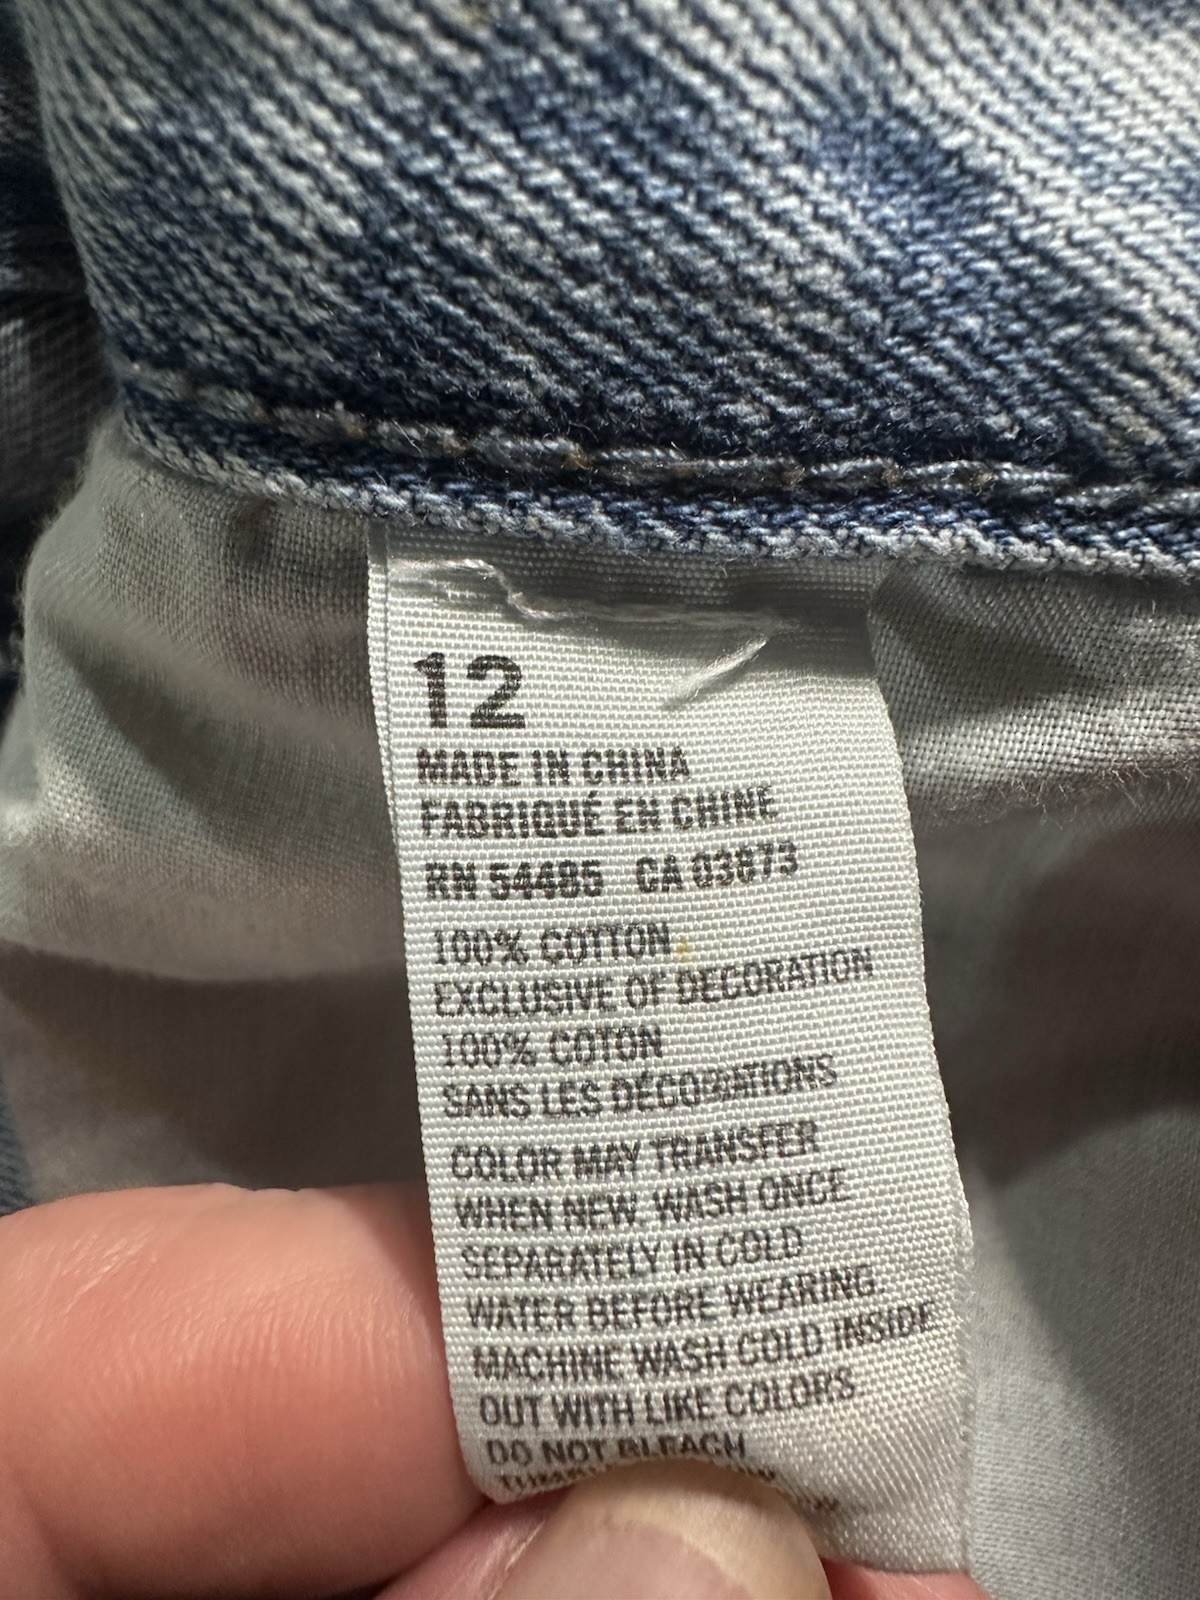 12
MADE IN CHINA
FABRIQUÉ EN CHINE
RN 54485 CA 03673
100% COTTON
EXCLUSIVE OF DECORATION
100% COTON
SANS LES DÉCORATIONS
COLOR MAY TRANSFER
WHEN NEW. WASH ONCE
SEPARATELY IN COLD
WATER BEFORE WEARING
MACHINE WASH COLD INSIDE
OUT WITH LIKE COLORS
DO NOT BLEACH